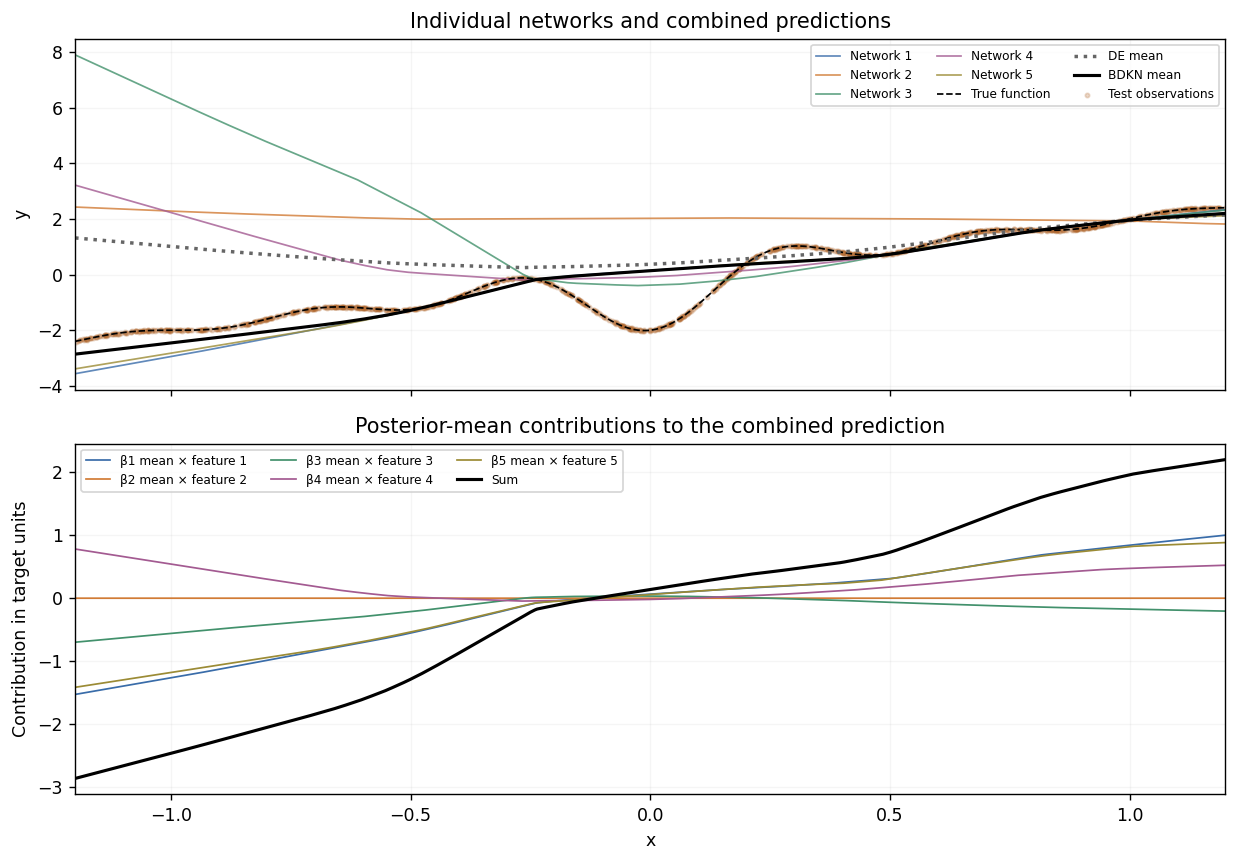 Individual networks and combined predictions
8
6
4
2
0
−2
−4
y
Network 1
Network 2
Network 3
Network 4
Network 5
True function
DE mean
BDKN mean
Test observations
Posterior-mean contributions to the combined prediction
2
1
0
−1
−2
−3
Contribution in target units
β1 mean × feature 1
β2 mean × feature 2
β3 mean × feature 3
β4 mean × feature 4
β5 mean × feature 5
Sum
−1.0
−0.5
0.0
0.5
1.0
x